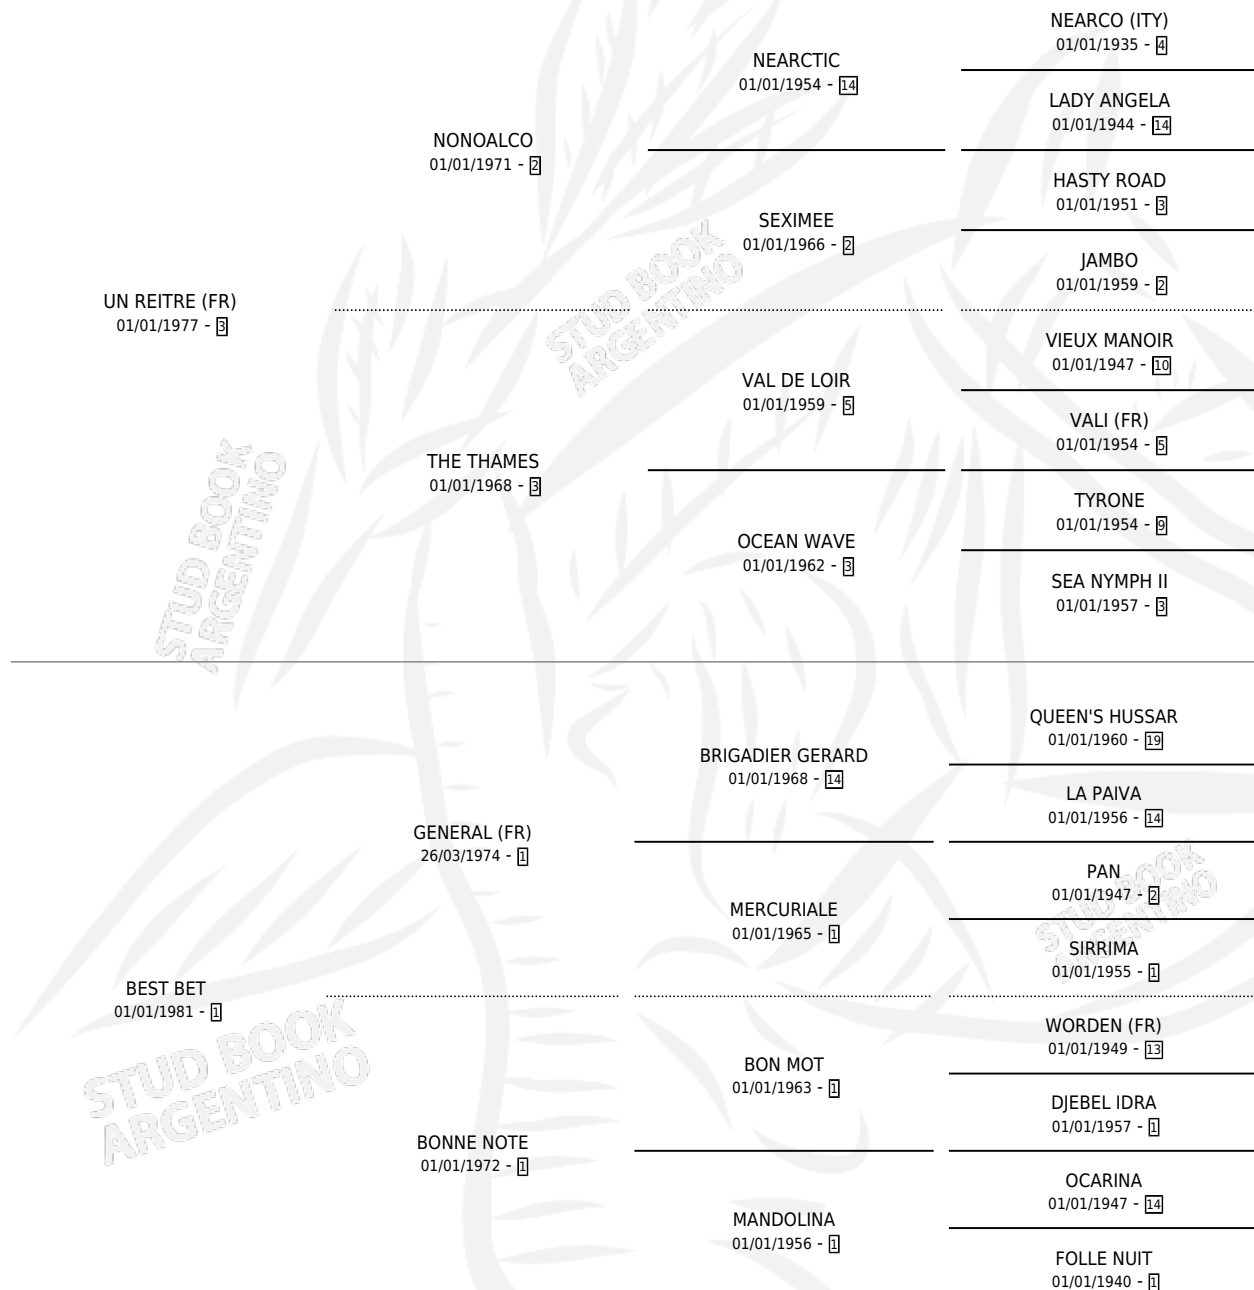 NEARCO (ITY)
01/01/1935 - 4
NEARCTIC
01/01/1954 - 14
LADY ANGELA
01/01/1944 - 14
NONOALCO
01/01/1971 - 2
HASTY ROAD
01/01/1951 - 3
SEXIMEE
01/01/1966 - 2
JAMBO
01/01/1959 - 2
UN REITRE (FR)
01/01/1977 - 3
VIEUX MANOIR
01/01/1947 - 10
VAL DE LOIR
01/01/1959 - 5
VALI (FR)
01/01/1954 - 5
THE THAMES
01/01/1968 - 3
TYRONE
01/01/1954 - 9
OCEAN WAVE
01/01/1962 - 3
SEA NYMPH II
01/01/1957 - 3
QUEEN'S HUSSAR
01/01/1960 - 19
BRIGADIER GERARD
01/01/1968 - 14
LA PAIVA
01/01/1956 - 14
GENERAL (FR)
26/03/1974 - 1
PAN
01/01/1947 - 2
MERCURIALE
01/01/1965 - 1
SIRRIMA
01/01/1955 - 1
BEST BET
01/01/1981 - 1
WORDEN (FR)
01/01/1949 - 13
BON MOT
01/01/1963 - 1
DJEBEL IDRA
01/01/1957 - 1
BONNE NOTE
01/01/1972 - 1
OCARINA
01/01/1947 - 14
MANDOLINA
01/01/1956 - 1
FOLLE NUIT
01/01/1940 - 1
STUD BOOK
ARGENTINO
STUD BOOK
ARGENTINO
STUD BOOK
ARGENTINO
STUD BOOK
ARGENTINO